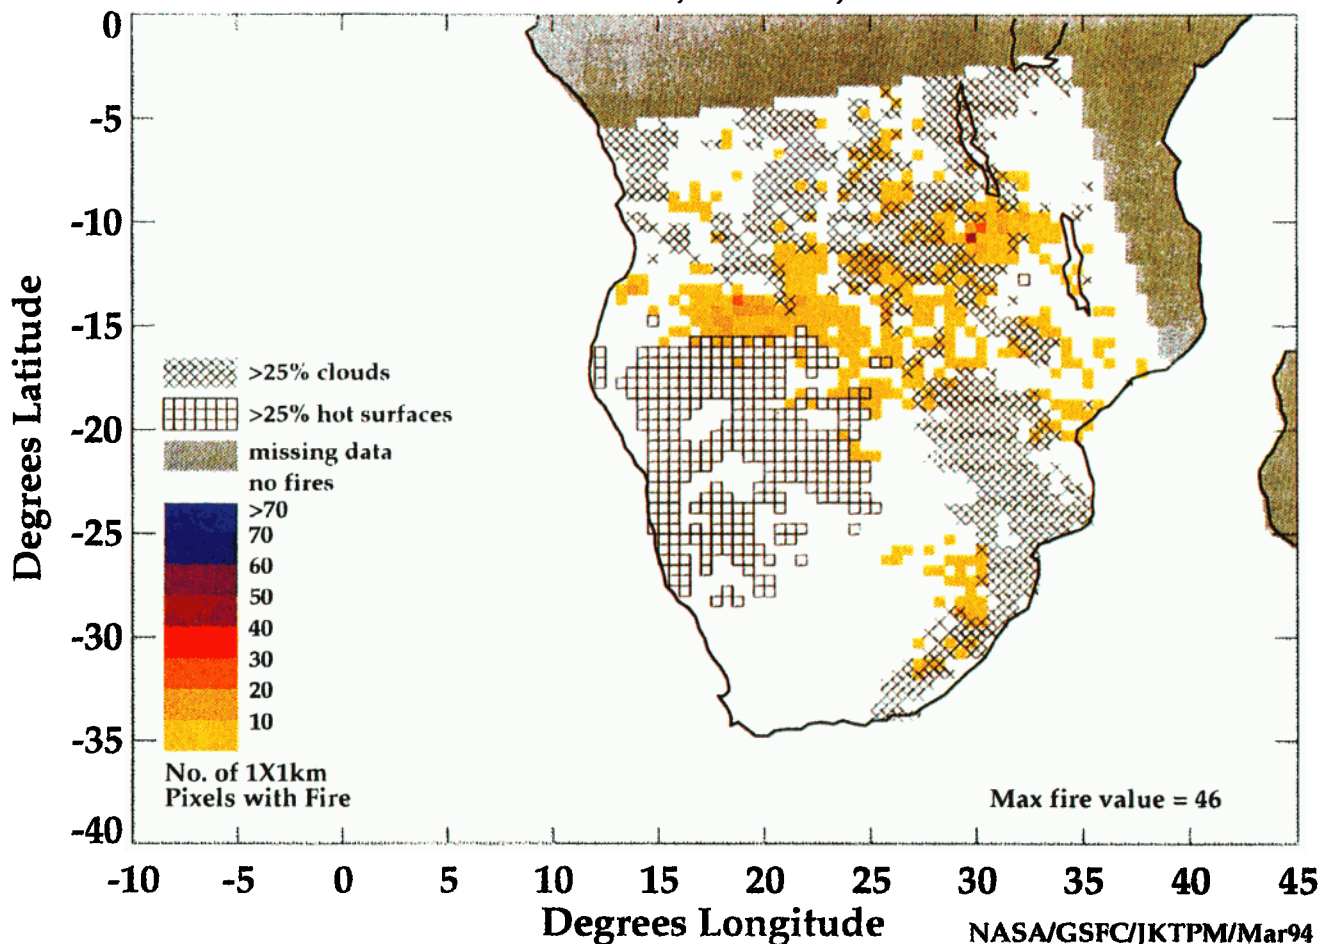 0
-5
-10
-15
-20
-25
-30
-35
-40
Degrees Latitude
>25% clouds
>25% hot surfaces
missing data
no fires
>70
70
60
50
40
30
20
10
No. of 1X1km
Pixels with Fire
Max fire value = 46
-10 -5 0 5 10 15 20 25 30 35 40 45
Degrees Longitude
NASA/GSFC/JKTPM/Mar94